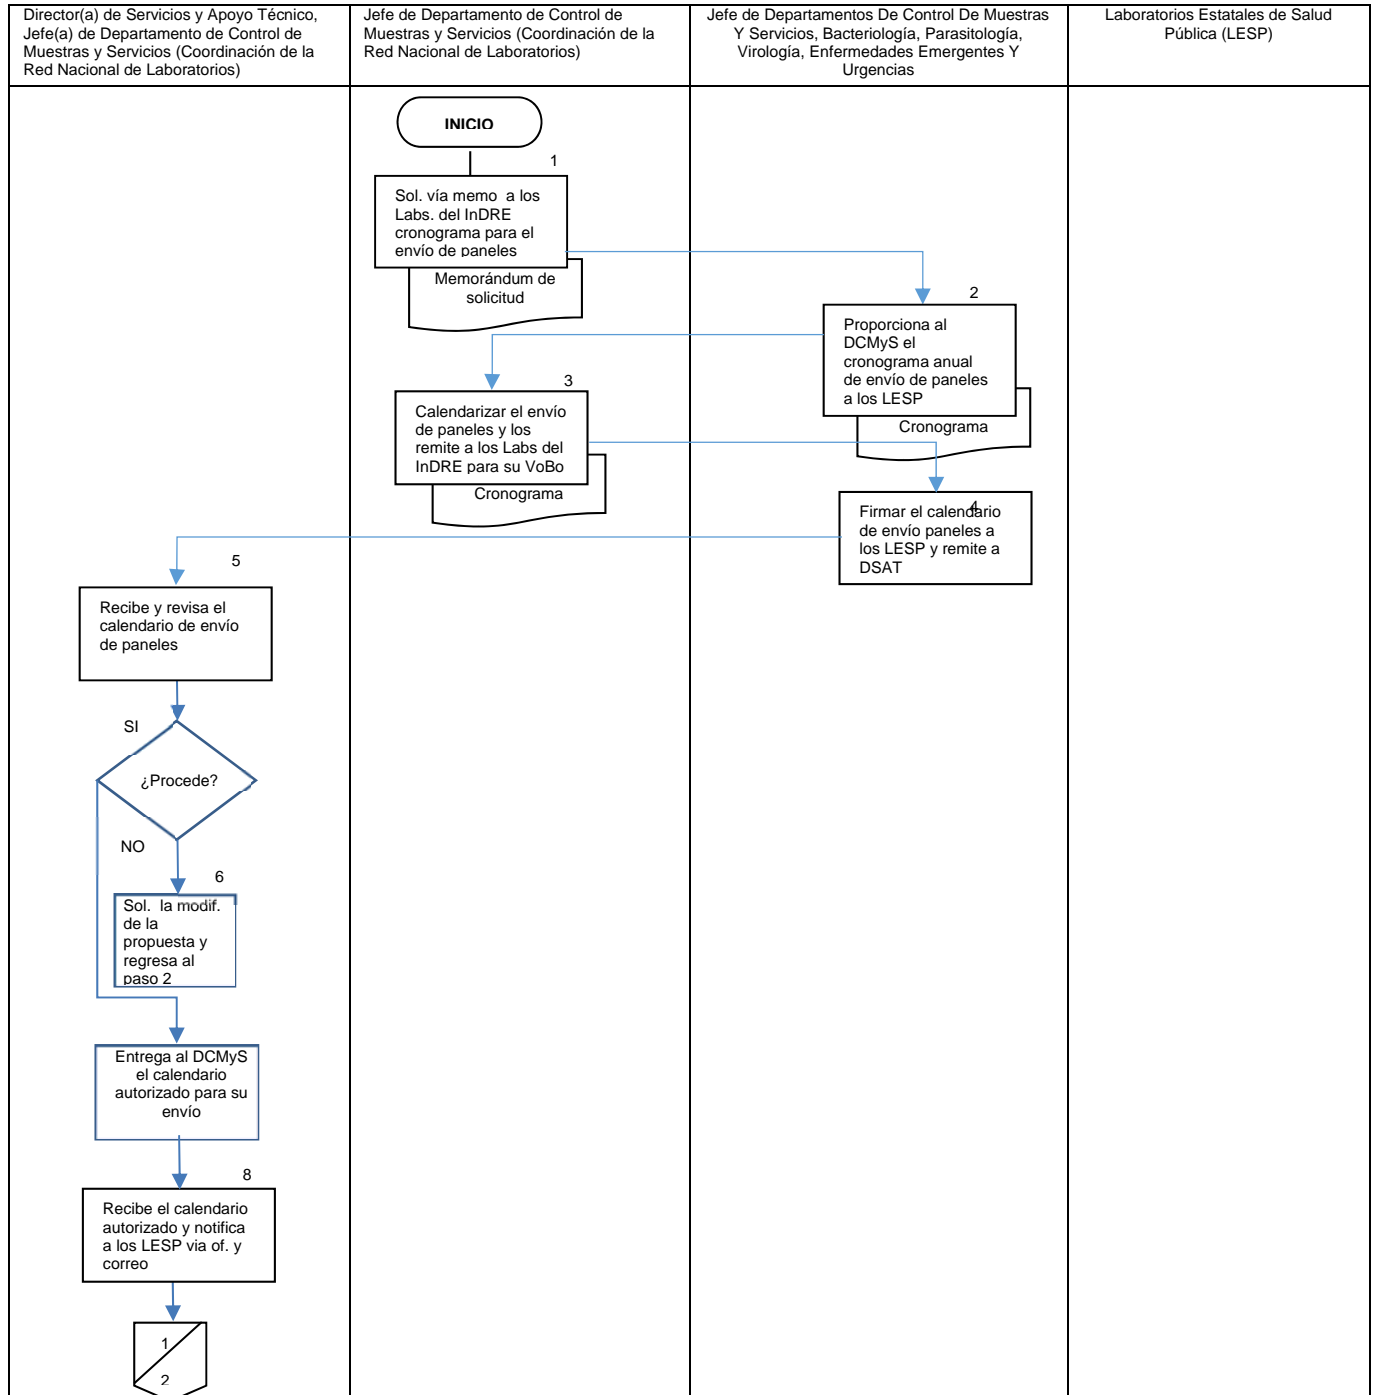 Director(a) de Servicios y Apoyo Técnico,
Jefe(a) de Departamento de Control de
Muestras y Servicios (Coordinación de la
Red Nacional de Laboratorios)
Jefe de Departamento de Control de
Muestras y Servicios (Coordinación de la
Red Nacional de Laboratorios)
Jefe de Departamentos De Control De Muestras
Y Servicios, Bacteriología, Parasitología,
Virología, Enfermedades Emergentes Y
Urgencias
Laboratorios Estatales de Salud
Pública (LESP)
INICIO
1
Sol. vía memo a los
Labs. del InDRE
cronograma para el
envío de paneles
Memorándum de
solicitud
2
Proporciona al
DCMyS el
cronograma anual
de envío de paneles
a los LESP
Cronograma
3
Calendarizar el envío
de paneles y los
remite a los Labs del
InDRE para su VoBo
Cronograma
4
Firmar el calendario
de envío paneles a
los LESP y remite a
DSAT
5
Recibe y revisa el
calendario de envío
de paneles
SI
¿Procede?
NO
6
Sol. la modif.
de la
propuesta y
regresa al
paso 2
Entrega al DCMyS
el calendario
autorizado para su
envío
8
Recibe el calendario
autorizado y notifica
a los LESP via of. y
correo
1
2